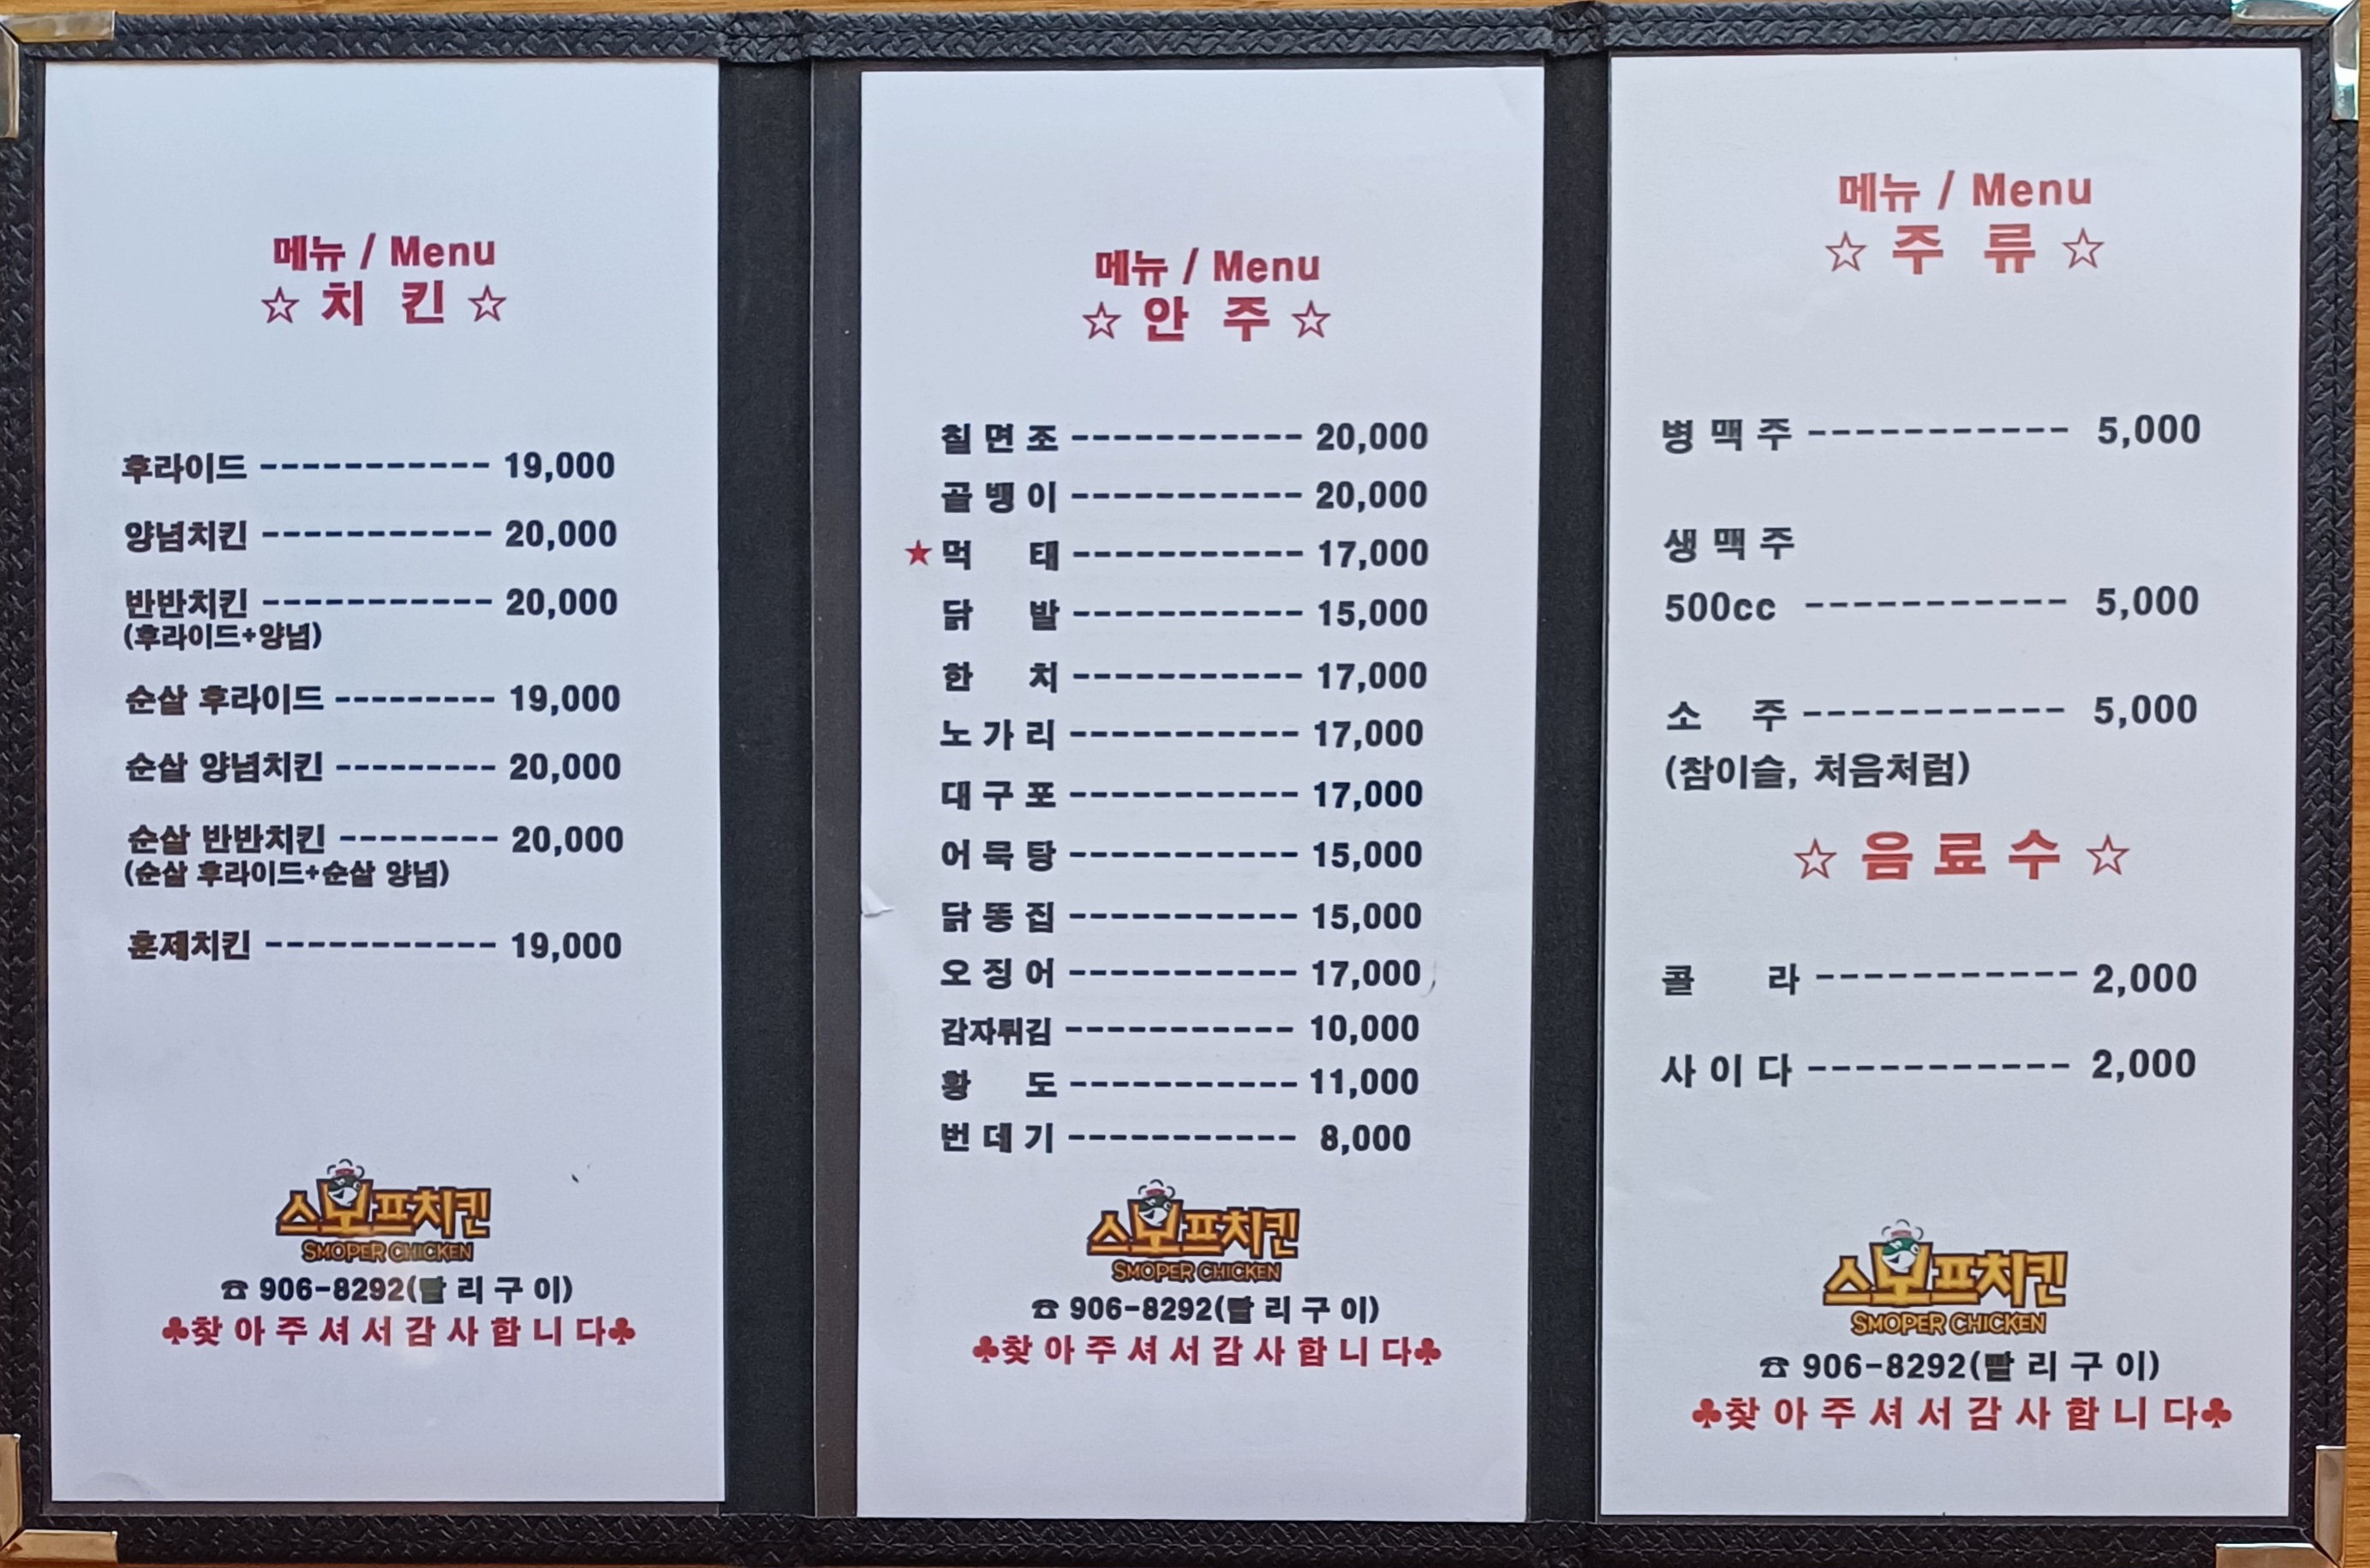 메뉴 / Menu
☆ 치 킨 ☆
후라이드 ----------- 19,000
양념치킨 ----------- 20,000
반반치킨 ----------- 20,000
(후라이드+양념)
순살 후라이드 --------- 19,000
순살 양념치킨 --------- 20,000
순살 반반치킨 -------- 20,000
(순살 후라이드+순살 양념)
훈제치킨 ----------- 19,000
스모프치킨
SMOPER CHICKEN
☎ 906-8292(빨 리 구 이)
♣찾 아 주 셔 서 감 사 합 니 다♣
메뉴 / Menu
☆ 안 주 ☆
칠 면 조 ----------- 20,000
골 뱅 이 ----------- 20,000
★ 먹 태 ----------- 17,000
닭 발 ----------- 15,000
한 치 ----------- 17,000
노 가 리 ----------- 17,000
대 구 포 ----------- 17,000
어 묵 탕 ----------- 15,000
닭 똥 집 ----------- 15,000
오 징 어 ----------- 17,000
감자튀김 ----------- 10,000
황 도 ----------- 11,000
번 데 기 ----------- 8,000
스모프치킨
SMOPER CHICKEN
☎ 906-8292(빨 리 구 이)
♣찾 아 주 셔 서 감 사 합 니 다♣
메뉴 / Menu
☆ 주 류 ☆
병 맥 주 ----------- 5,000
생 맥 주
500cc ----------- 5,000
소 주 ----------- 5,000
(참이슬, 처음처럼)
☆ 음 료 수 ☆
콜 라 ----------- 2,000
사 이 다 ----------- 2,000
스모프치킨
SMOPER CHICKEN
☎ 906-8292(빨 리 구 이)
♣찾 아 주 셔 서 감 사 합 니 다♣